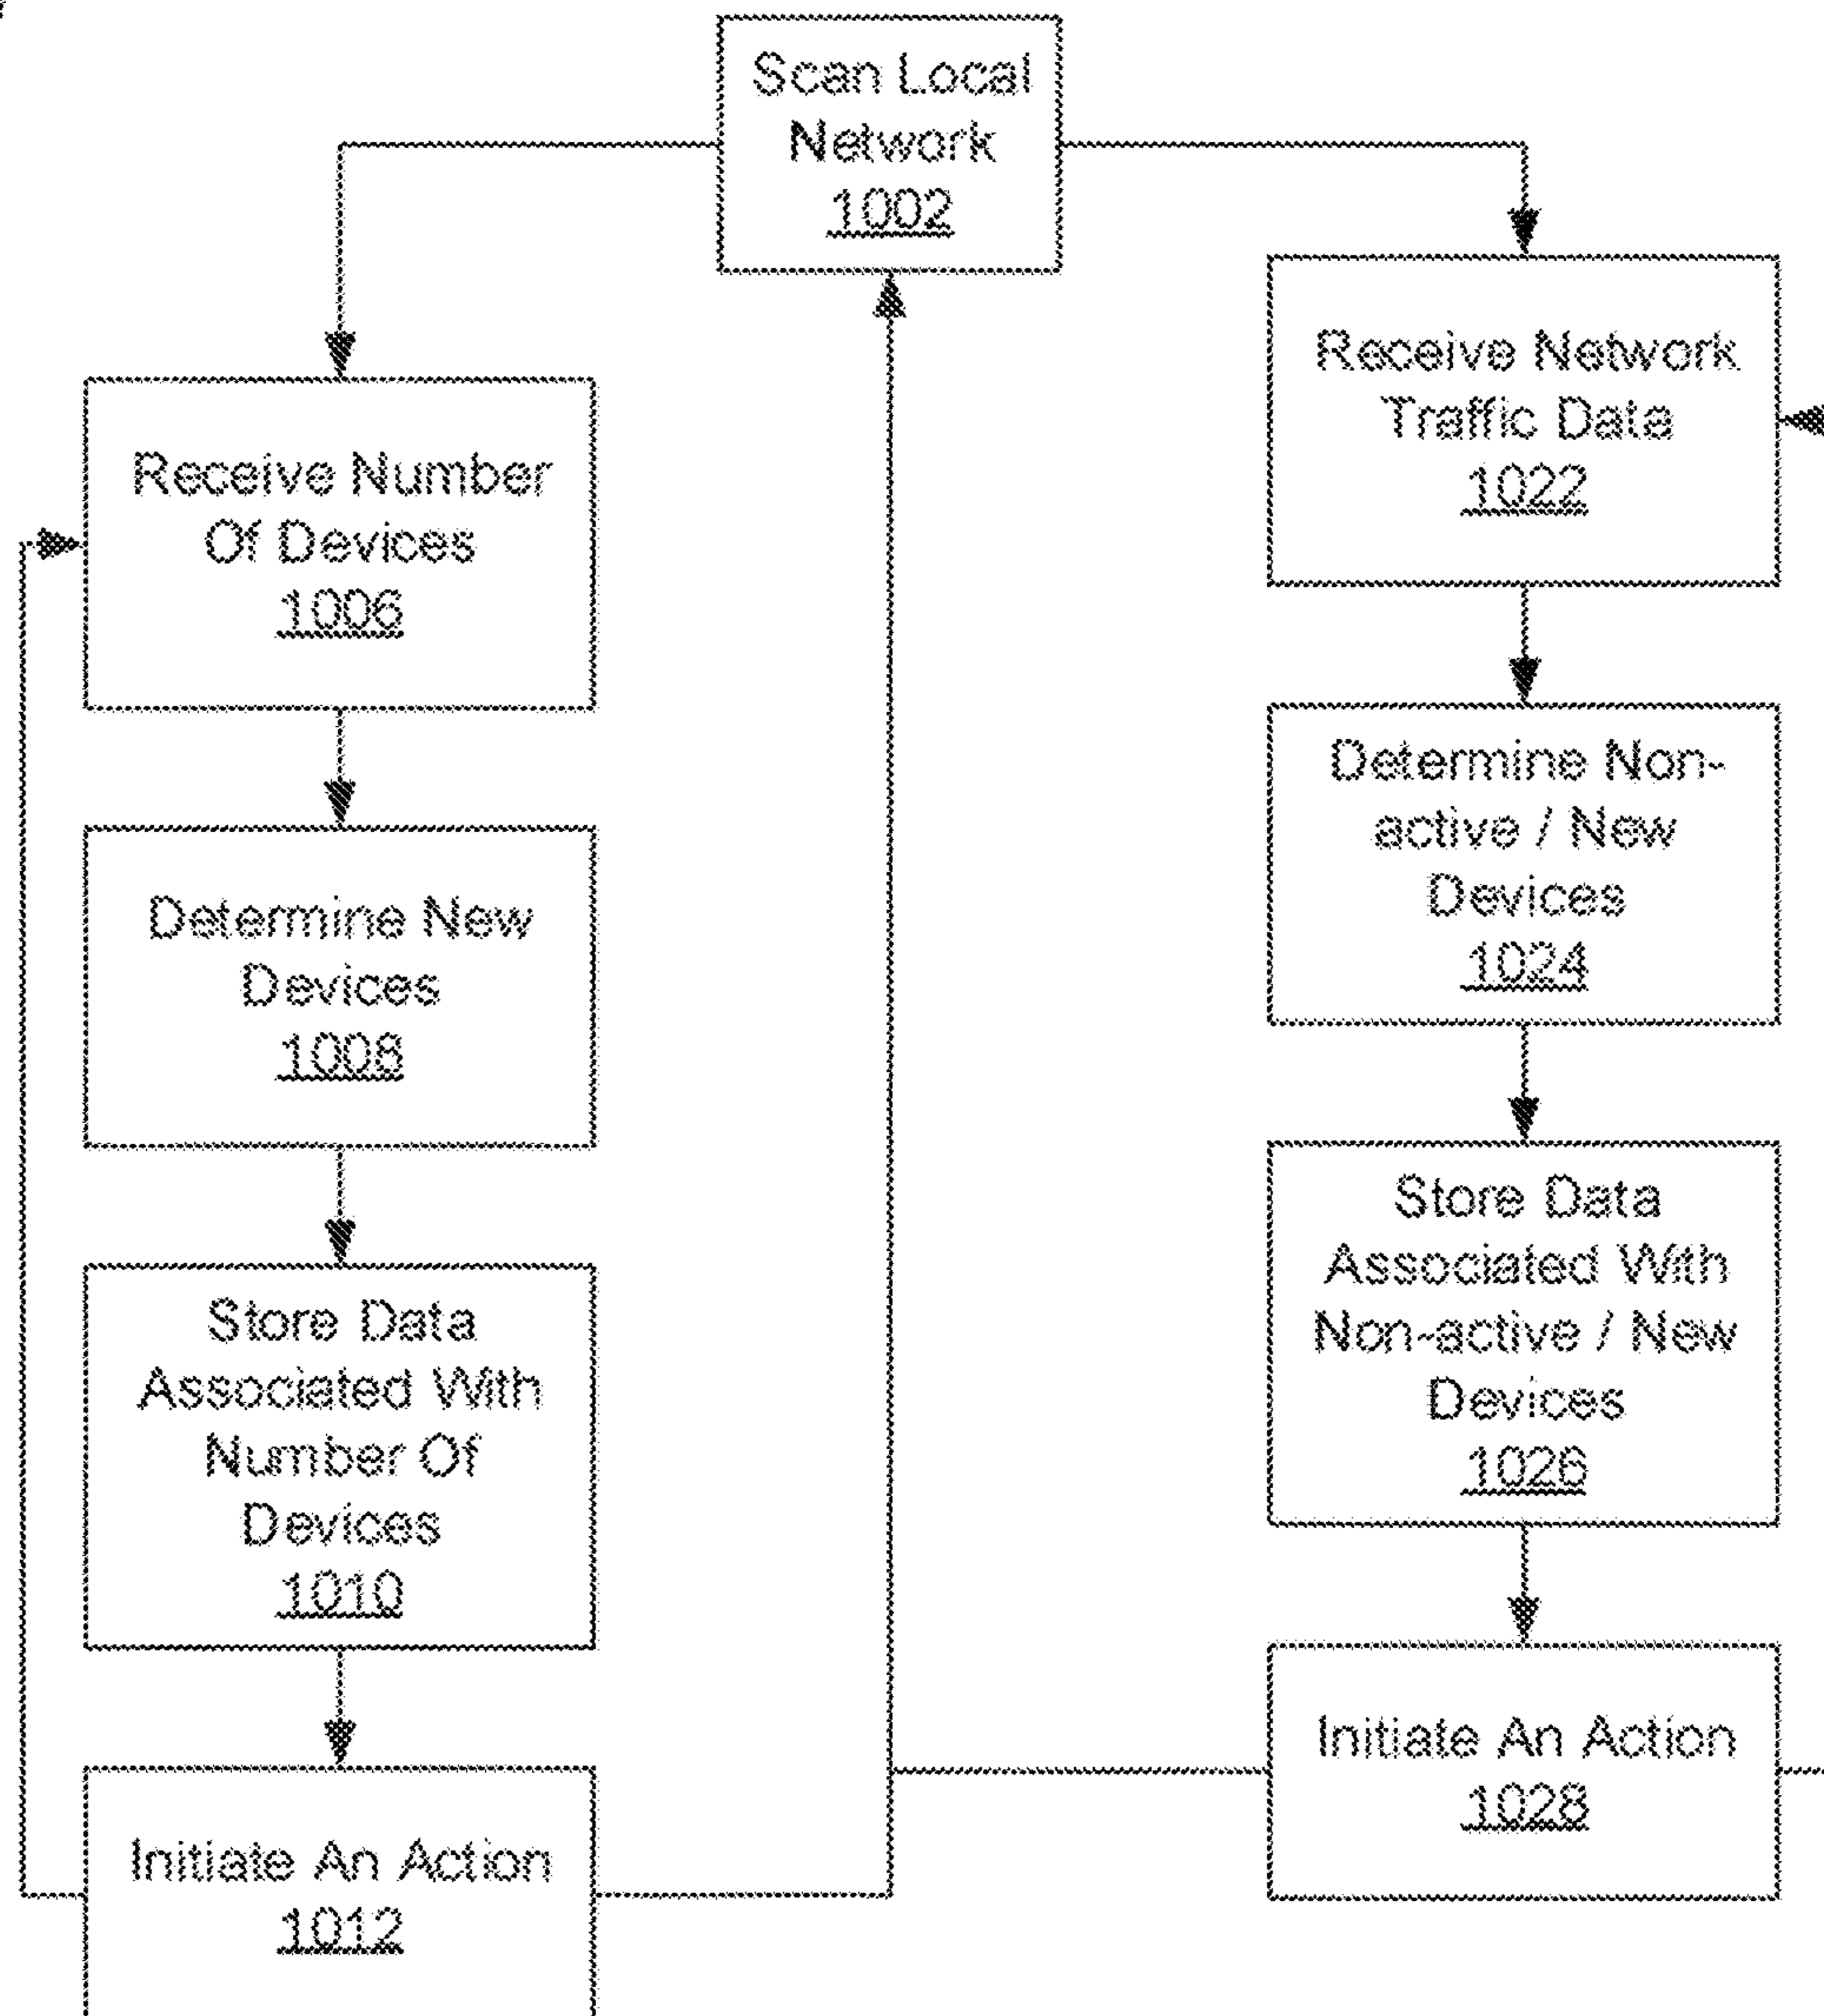 Scan Local
Network
1002
Receive Number
Of Devices
1006
Determine New
Devices
1008
Store Data
Associated With
Number Of
Devices
1010
Initiate An Action
1012
Receive Network
Traffic Data
1022
Determine Non-
active / New
Devices
1024
Store Data
Associated With
Non-active / New
Devices
1026
Initiate An Action
1028